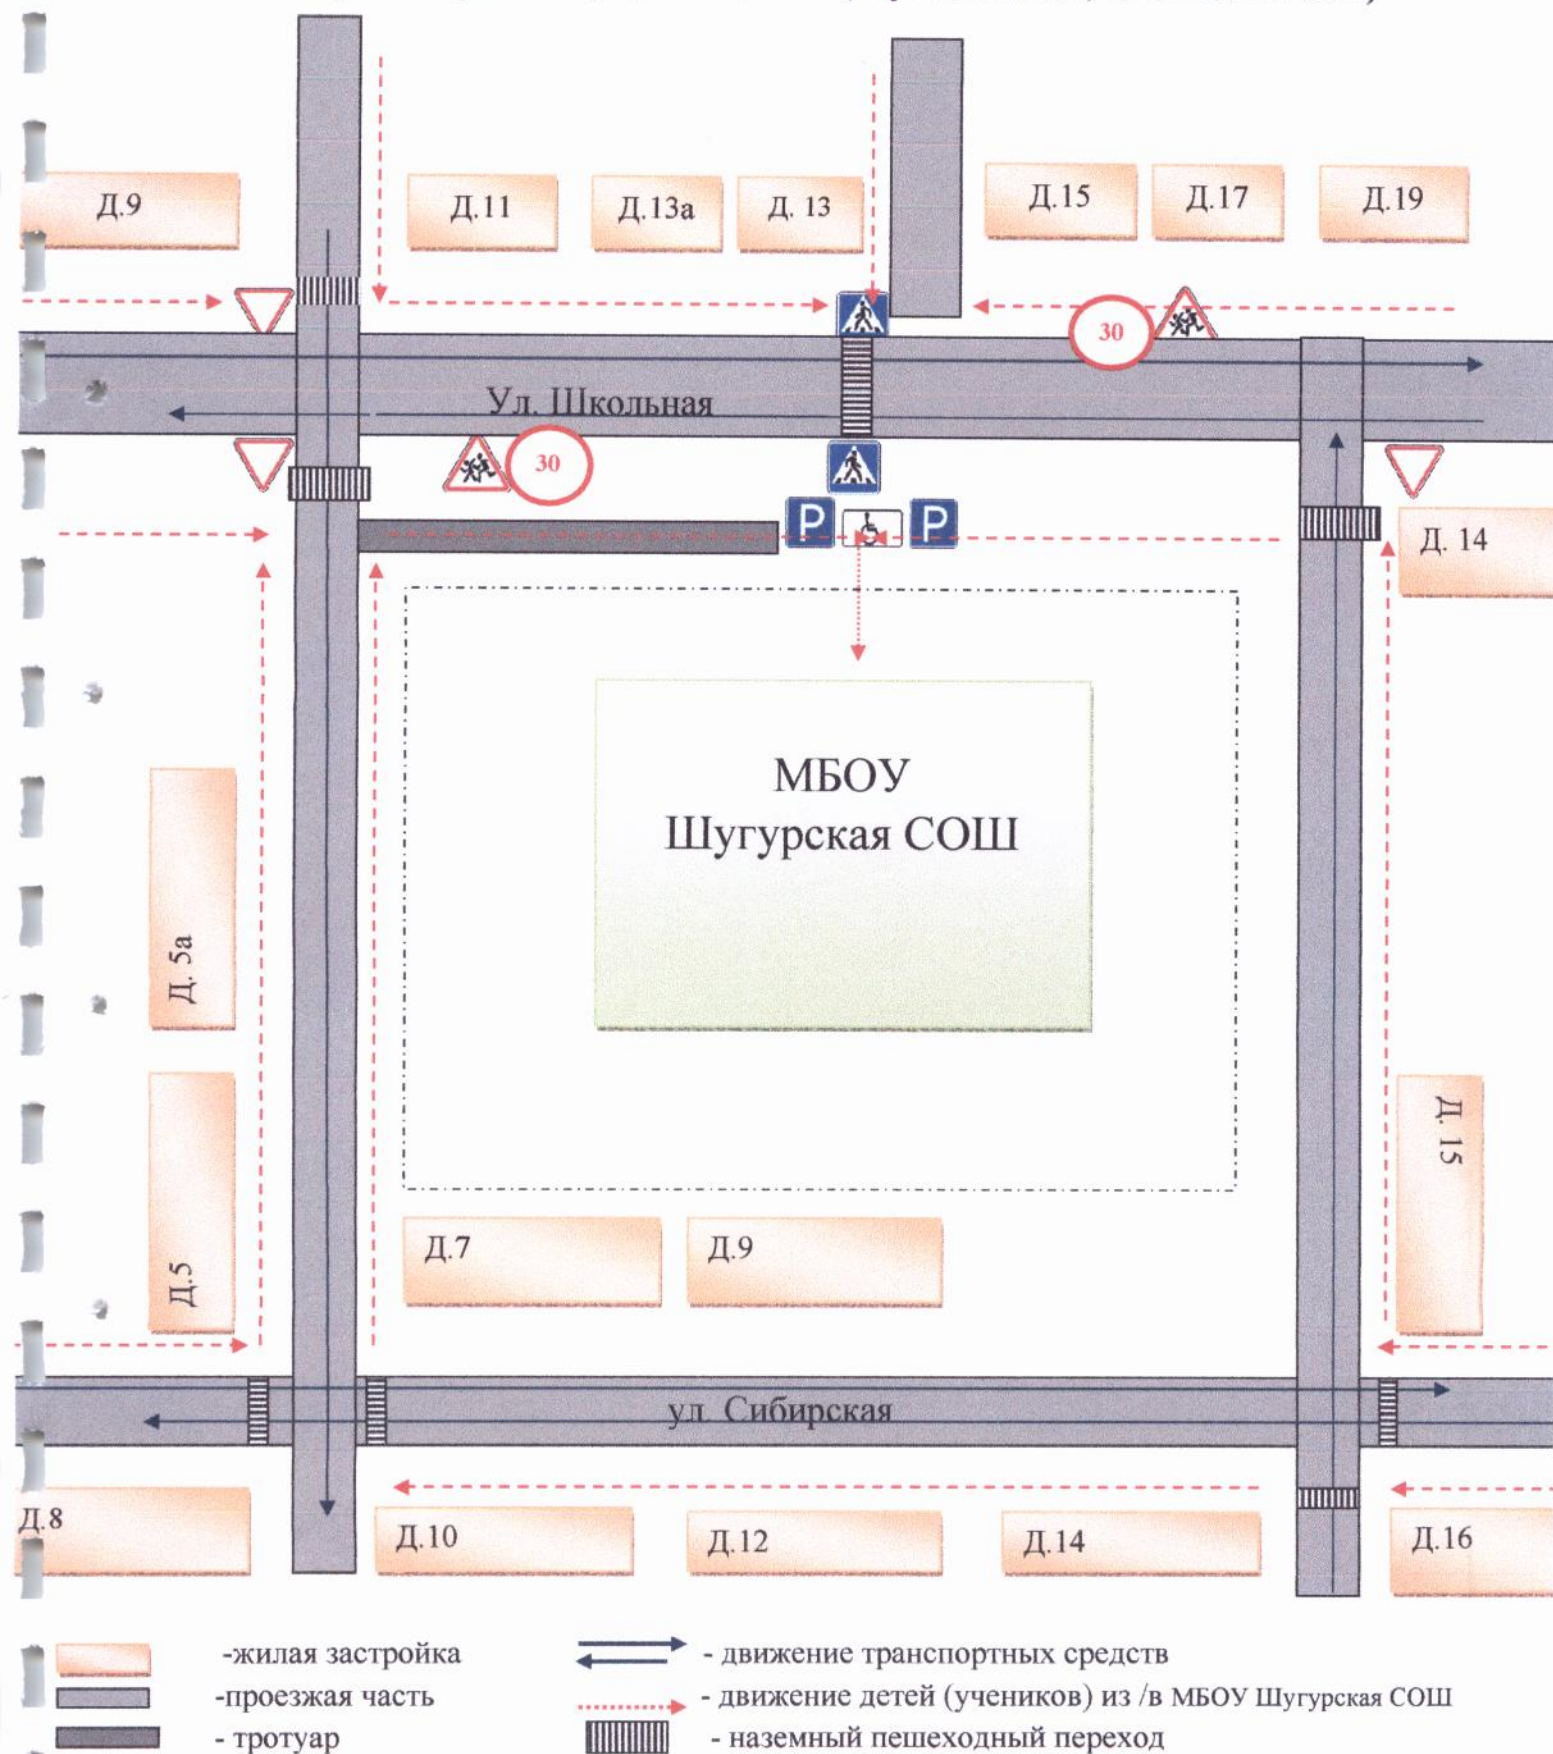 Д.9
Д.11
Д.13а
Д. 13
Д.15
Д.17
Д.19
30
Ул. Школьная
30
P
P
Д. 14
МБОУ
Шугурская СОШ
Д. 5а
Д.5
Д. 15
Д.7
Д.9
ул. Сибирская
Д.8
Д.10
Д.12
Д.14
Д.16
-жилая застройка
- движение транспортных средств
-проезжая часть
- движение детей (учеников) из /в МБОУ Шугурская СОШ
- тротуар
- наземный пешеходный переход